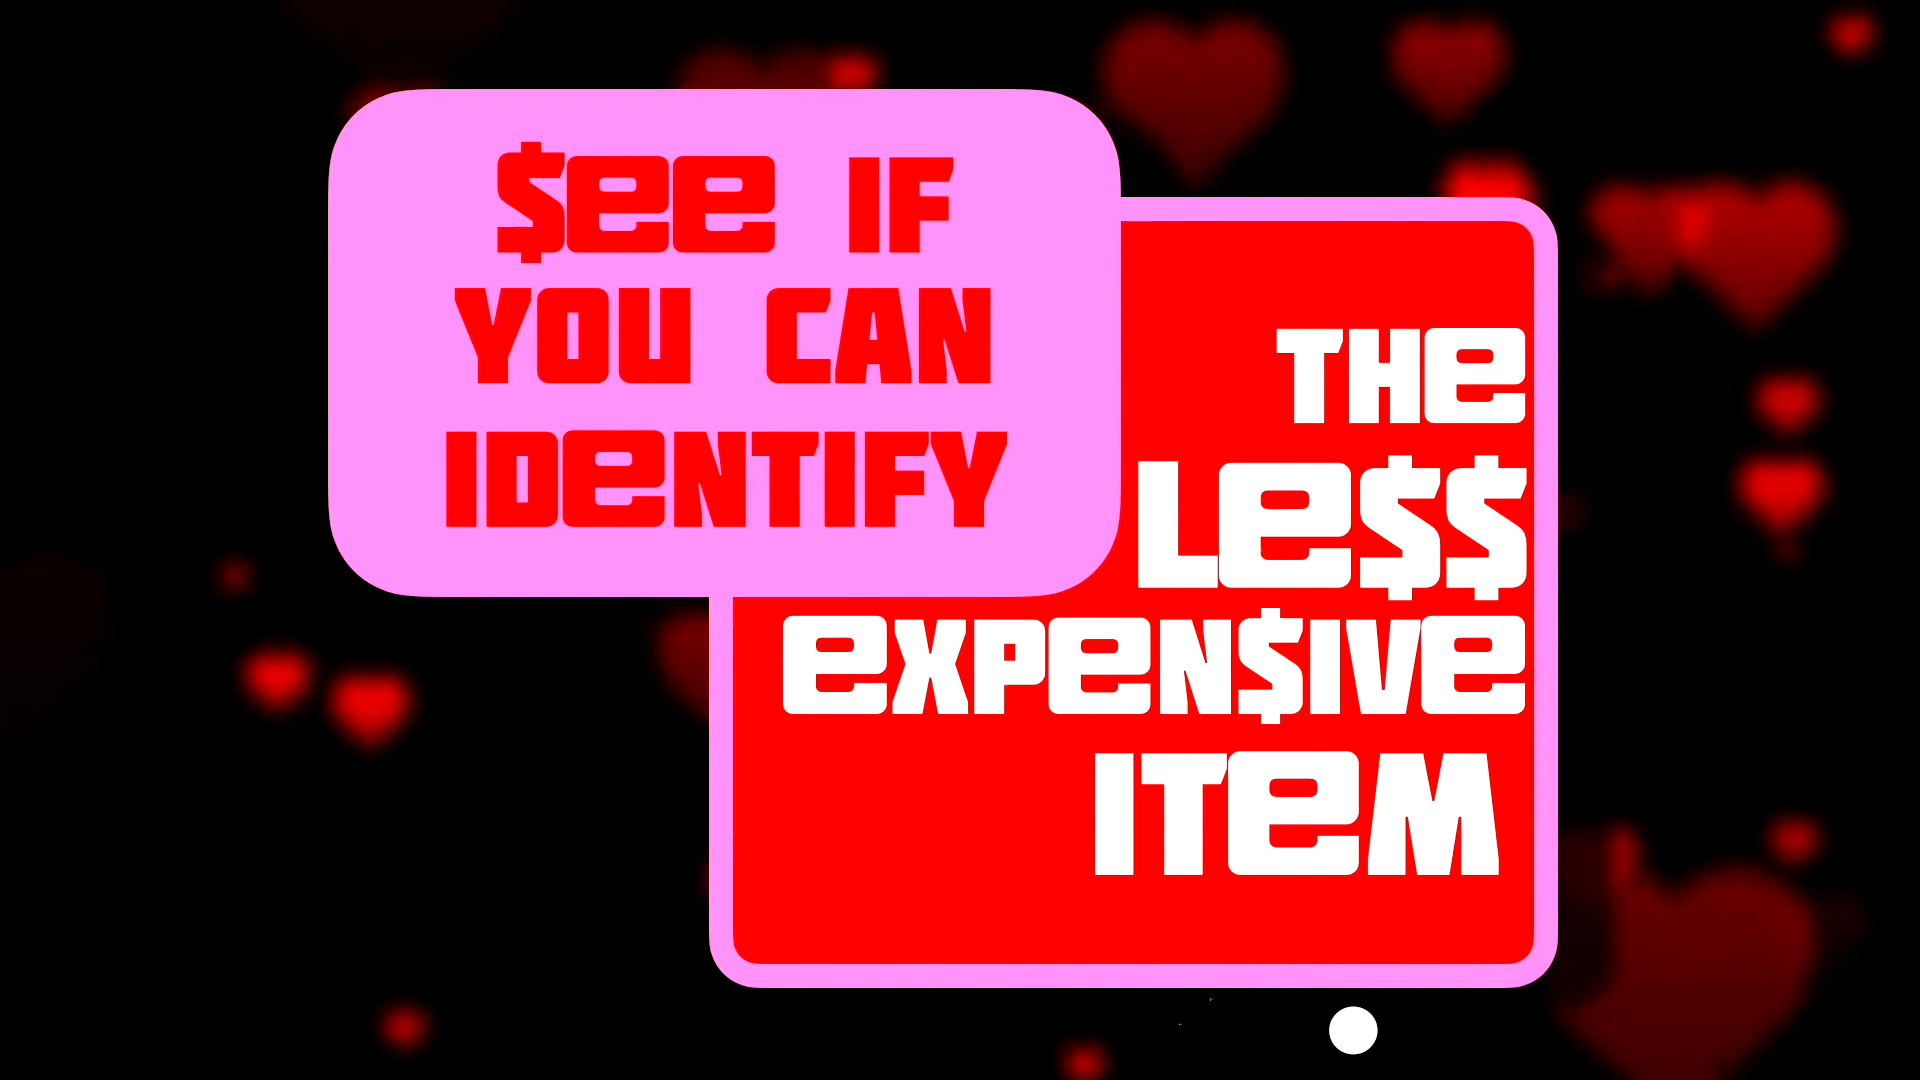 $ee IF
YOU CAN
IDeNTIFY
THe
Le$$
eXPeN$IVe
ITeM